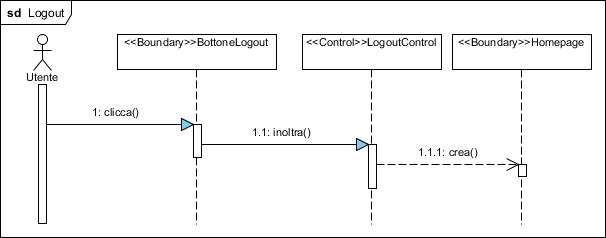 sd Logout
Utente
<<Boundary>>BottoneLogout
<<Control>>LogoutControl
<<Boundary>>Homepage
1: clicca()
1.1: inoltra()
1.1.1: crea()